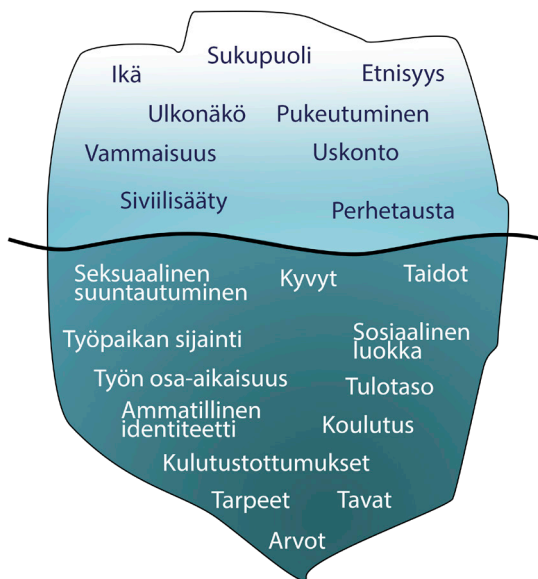 Sukupuoli
Ikä
Etnisyys
Ulkonäkö
Pukeutuminen
Vammaisuus
Uskonto
Siviilisääty
Perhetausta
Seksuaalinen
suuntautuminen
Kyvyt
Taidot
Työpaikan sijainti
Sosiaalinen
luokka
Työn osa-aikaisuus
Tulotaso
Ammatillinen
identiteetti
Koulutus
Kulutustottumukset
Tarpeet
Tavat
Arvot